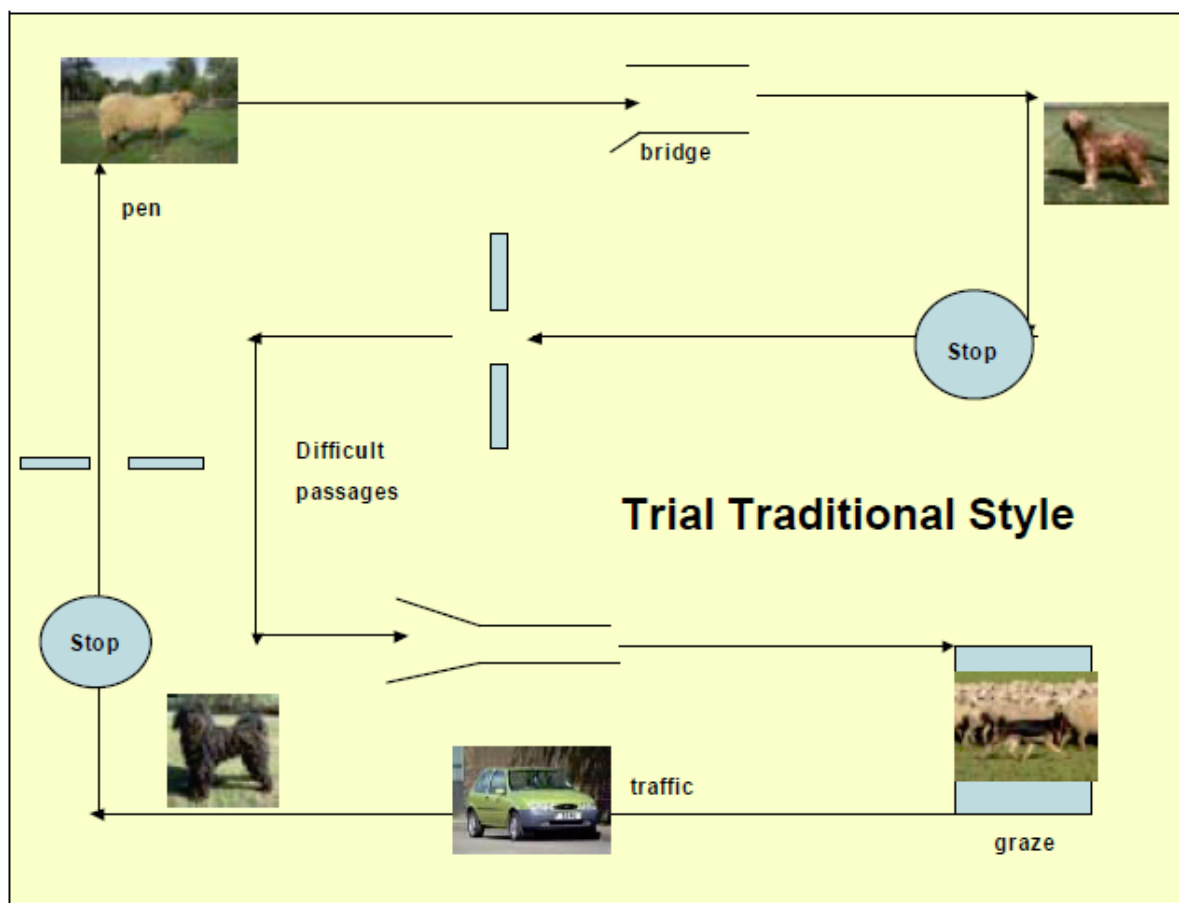 bridge
pen
Stop
Difficult
passages
Trial Traditional Style
Stop
traffic
graze